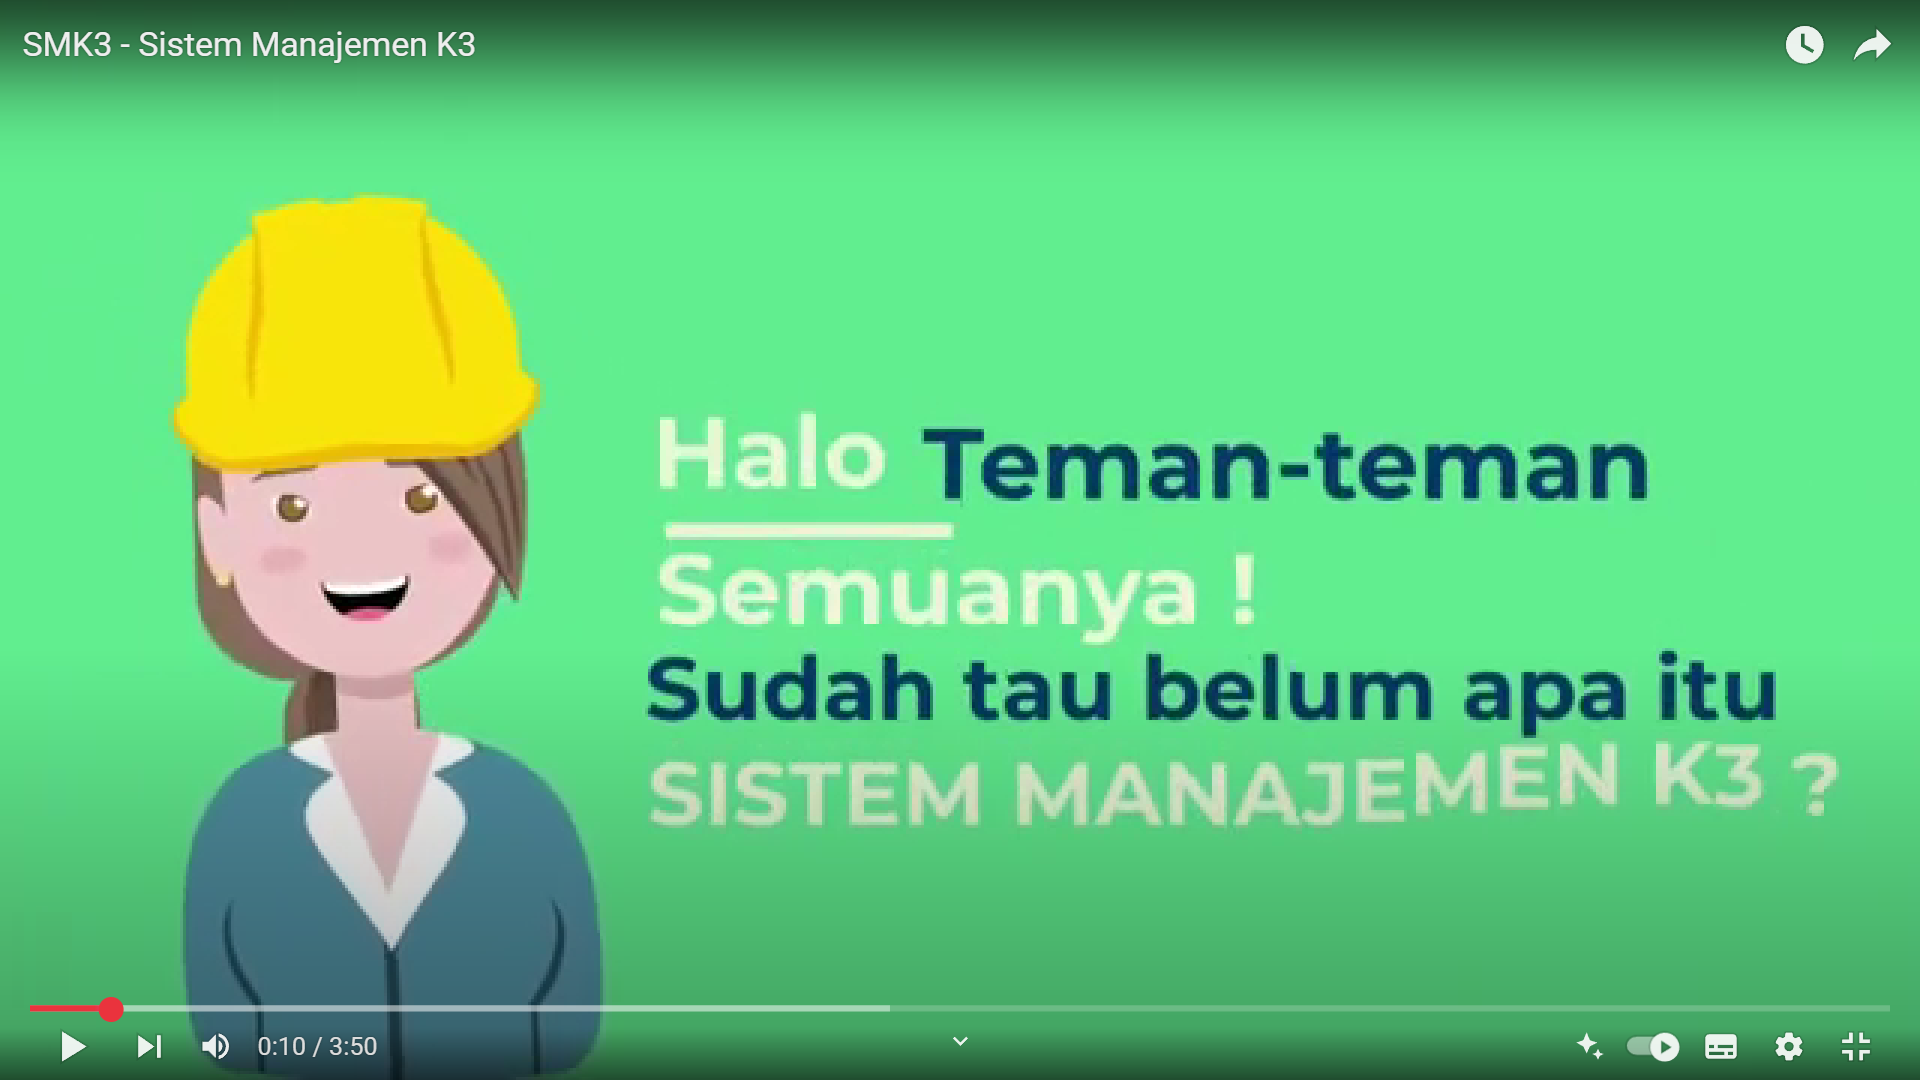 SMK3 - Sistem Manajemen K3
Halo Teman-teman
Semuanya !
Sudah tau belum apa itu
SISTEM MANAJEMEN K3 ?
0:10 / 3:50